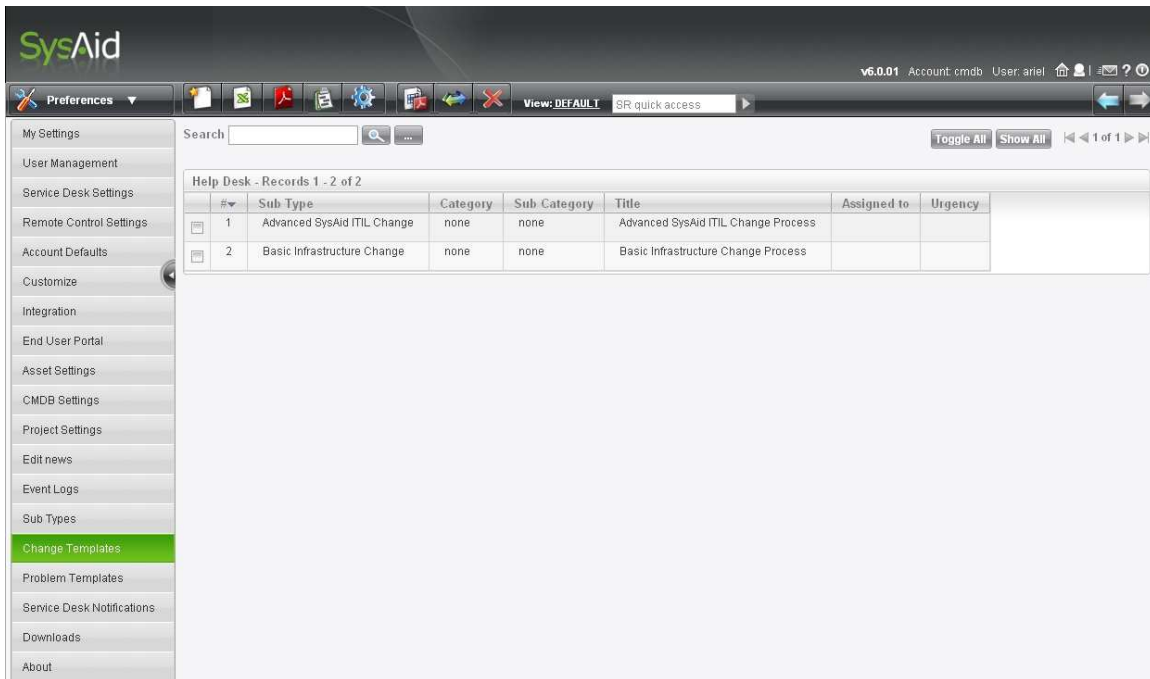 SysAid
v6.0.01 Account: cmdb User: ariel
Preferences
View: DEFAULT
SR quick access
My Settings
User Management
Service Desk Settings
Remote Control Settings
Account Defaults
Customize
Integration
End User Portal
Asset Settings
CMDB Settings
Project Settings
Edit news
Event Logs
Sub Types
Change Templates
Problem Templates
Service Desk Notifications
Downloads
About
Search
...
Toggle All Show All 1 of 1
Help Desk - Records 1 - 2 of 2
# Sub Type Category Sub Category Title Assigned to Urgency
1 Advanced SysAid ITIL Change none none Advanced SysAid ITIL Change Process
2 Basic Infrastructure Change none none Basic Infrastructure Change Process